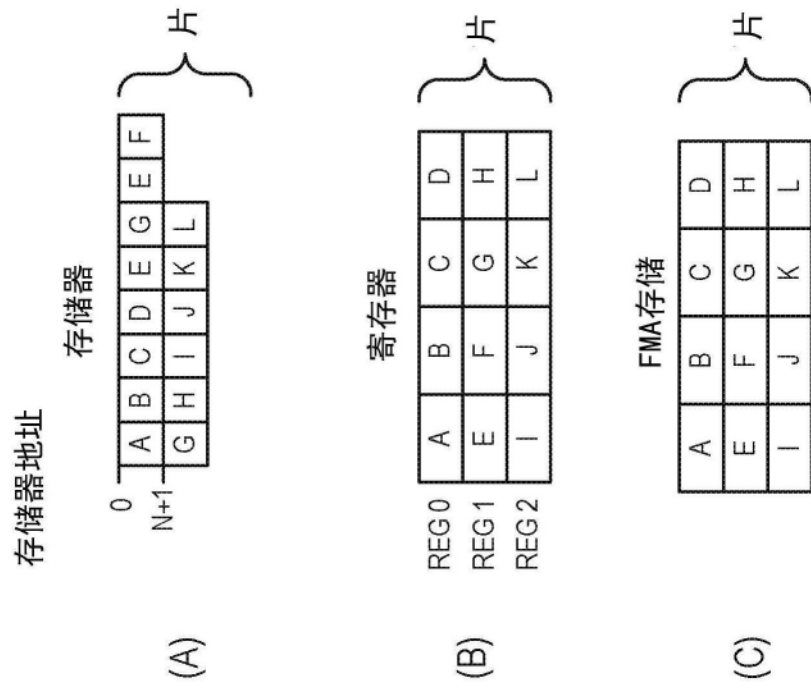 存储器地址
存储器
0 A B C D E G E F
N+1 G H I J K L
(A)
片
寄存器
REG 0 A B C D
REG 1 E F G H
REG 2 I J K L
(B)
片
FMA存储
A B C D
E F G H
I J K L
(C)
片